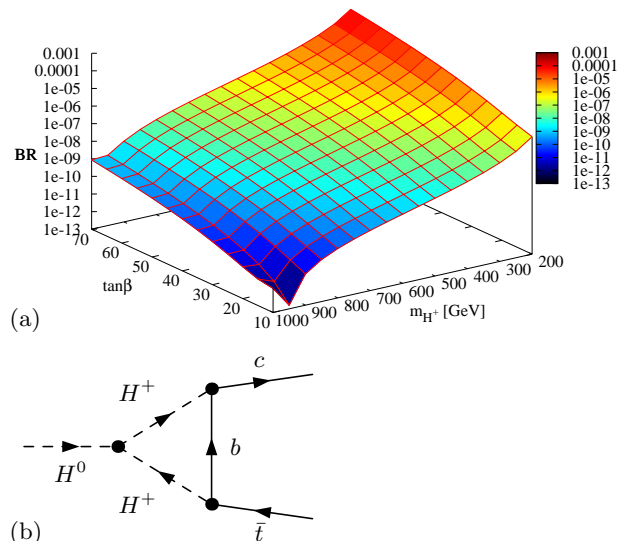 0.001
0.0001
1e-05
1e-06
1e-07
1e-08
1e-09
1e-10
1e-11
1e-12
1e-13
BR
70
60
50
40
30
20
10
tanβ
1000
900
800
700
600
500
400
300
200
m_H+ [GeV]
0.001
0.0001
1e-05
1e-06
1e-07
1e-08
1e-09
1e-10
1e-11
1e-12
1e-13
(a)
c
H+
b
H0
H+
t̄
(b)